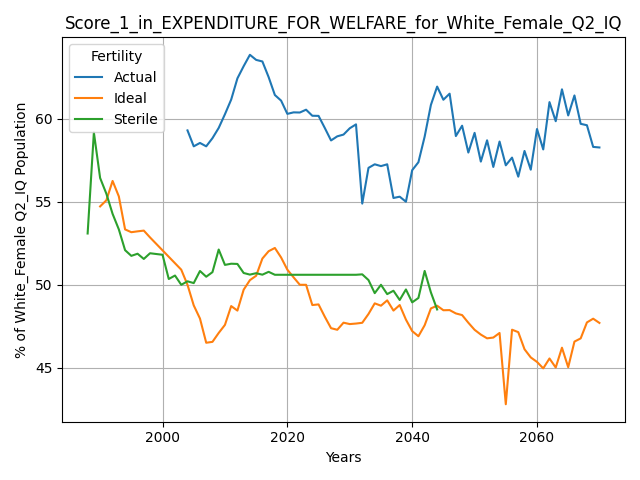 Score_1_in_EXPENDITURE_FOR_WELFARE_for_White_Female_Q2_IQ
Fertility
Actual
Ideal
Sterile
% of White_Female Q2_IQ Population
60
55
50
45
2000
2020
2040
2060
Years